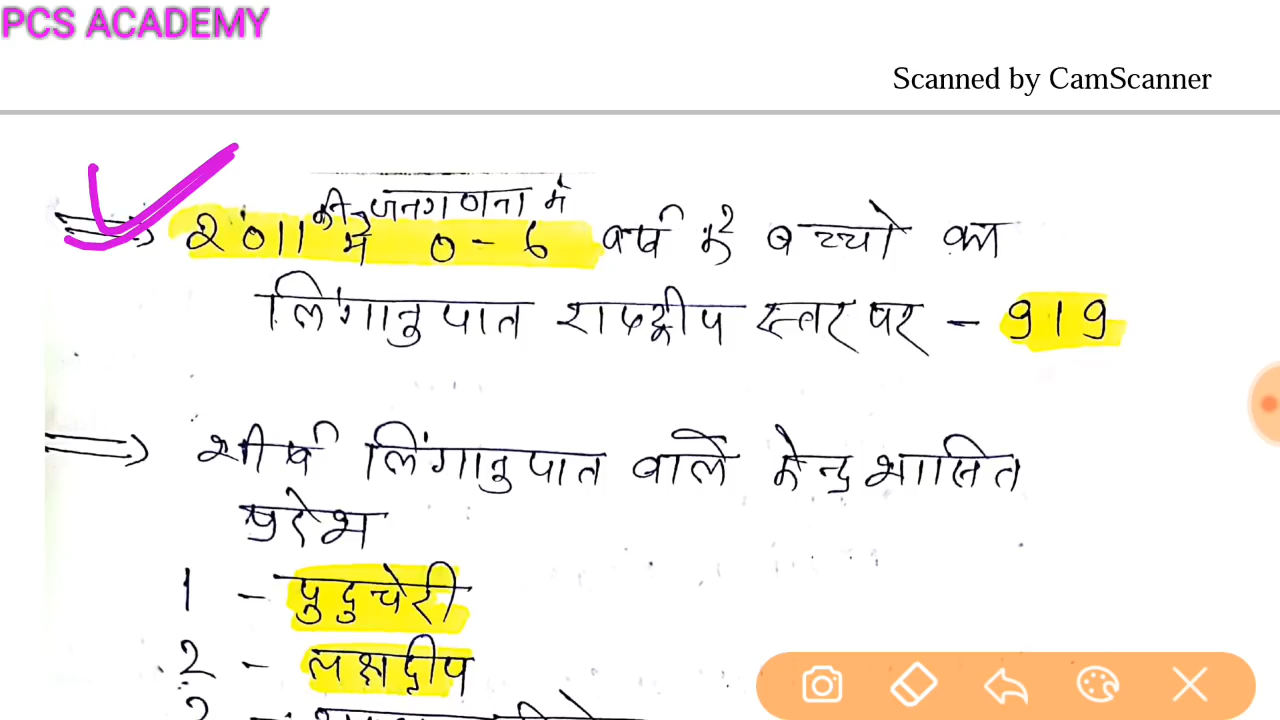 PCS ACADEMY
Scanned by CamScanner
की जनगणना में
⇒ 2011 में 0-6 वर्ष के बच्चो का
लिंगानुपात राष्ट्रीय स्तर पर - 919
⇒ शीर्ष लिंगानुपात वाले केन्द्रशासित
प्रदेश
1 - पुदुचेरी
2 - लक्षद्वीप